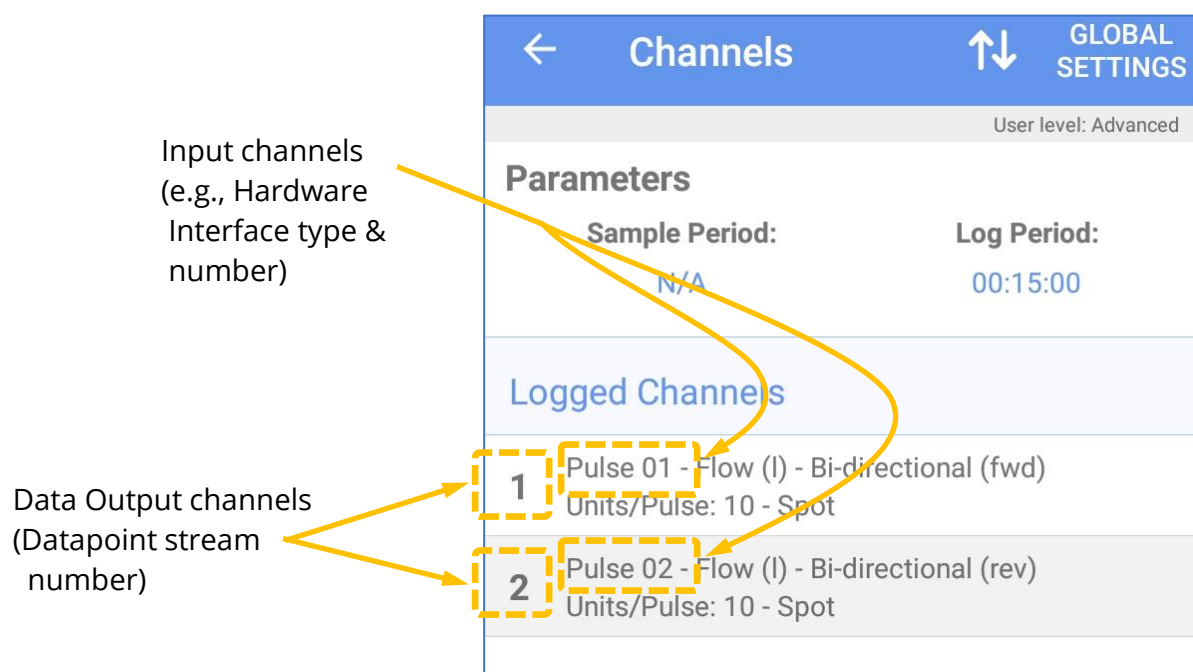 Channels
GLOBAL
SETTINGS
User level: Advanced
Input channels
(e.g., Hardware
Interface type &
number)
Parameters
Sample Period:
Log Period:
N/A
00:15:00
Logged Channels
Data Output channels
(Datapoint stream
number)
1
Pulse 01 - Flow (l) - Bi-directional (fwd)
Units/Pulse: 10 - Spot
2
Pulse 02 - Flow (l) - Bi-directional (rev)
Units/Pulse: 10 - Spot